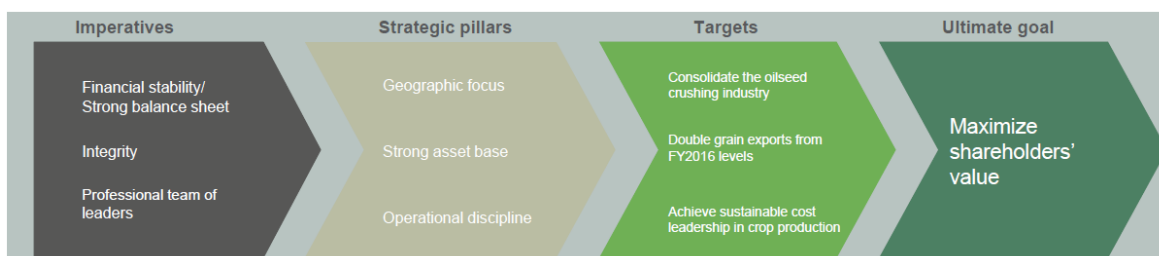 Imperatives
Strategic pillars
Targets
Ultimate goal
Financial stability/
Strong balance sheet
Integrity
Professional team of
leaders
Geographic focus
Strong asset base
Operational discipline
Consolidate the oilseed
crushing industry
Double grain exports from
FY2016 levels
Achieve sustainable cost
leadership in crop production
Maximize
shareholders'
value